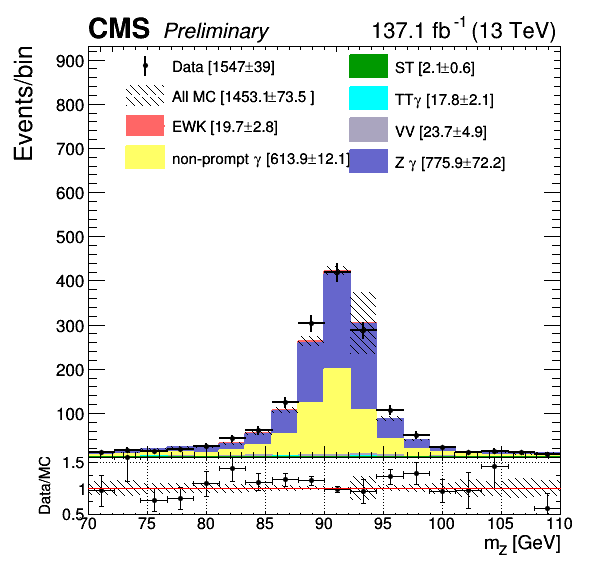 CMS Preliminary 137.1 fb⁻¹ (13 TeV)
Events/bin
900
800
700
600
500
400
300
200
100
Data [1547±39]
All MC [1453.1±73.5 ]
EWK [19.7±2.8]
non-prompt γ [613.9±12.1]
ST [2.1±0.6]
TTγ [17.8±2.1]
VV [23.7±4.9]
Z γ [775.9±72.2]
Data/MC
1.5
1
0.5
70 75 80 85 90 95 100 105 110
m_Z [GeV]